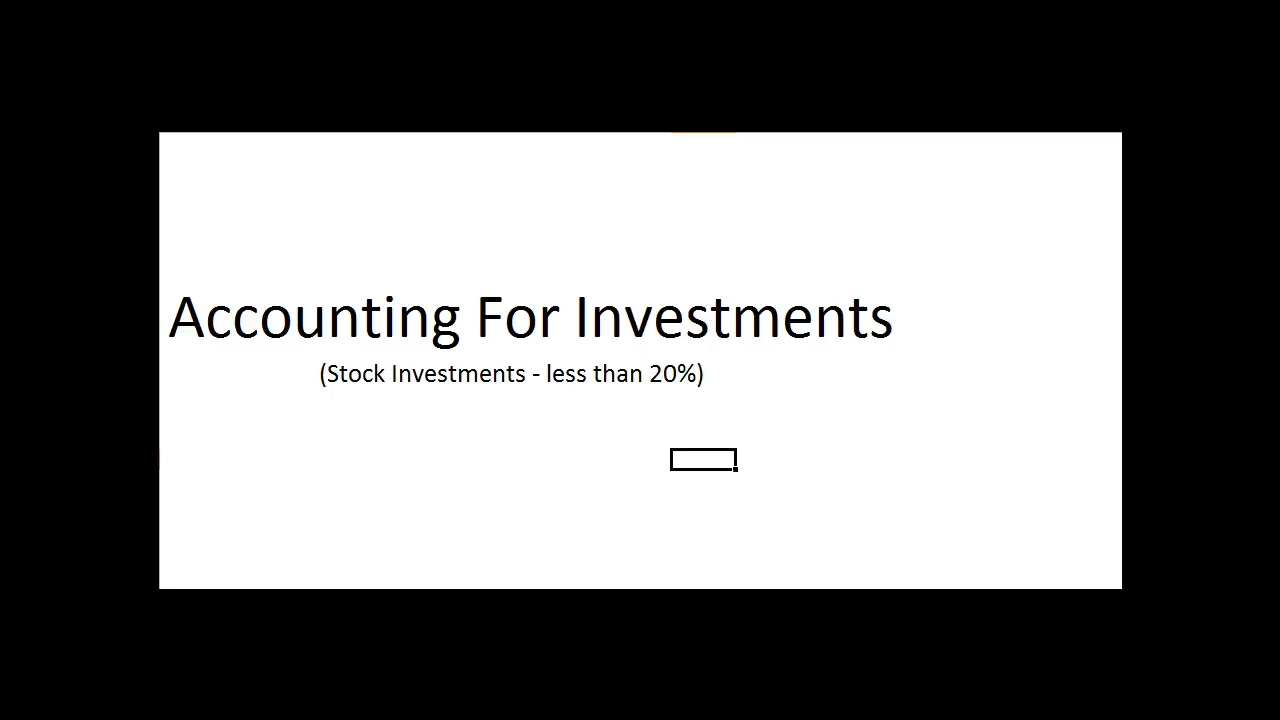 Accounting For Investments
(Stock Investments - less than 20%)